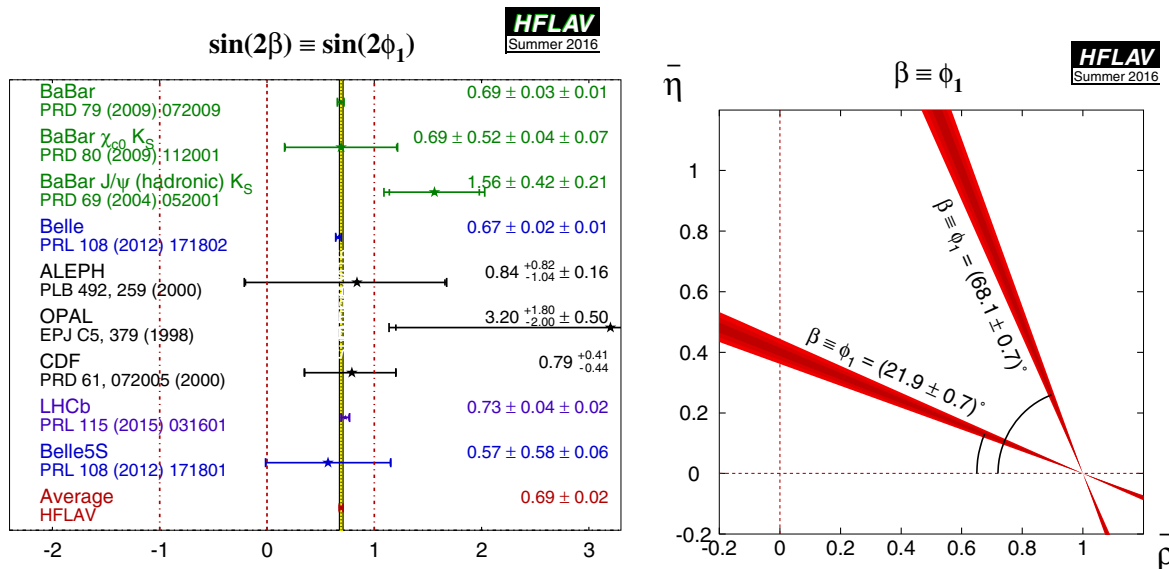 sin(2β) ≡ sin(2ϕ₁)
HFLAV
Summer 2016
BaBar
PRD 79 (2009) 072009
0.69 ± 0.03 ± 0.01
BaBar χc0 KS
PRD 80 (2009) 112001
0.69 ± 0.52 ± 0.04 ± 0.07
BaBar J/ψ (hadronic) KS
PRD 69 (2004) 052001
1.56 ± 0.42 ± 0.21
Belle
PRL 108 (2012) 171802
0.67 ± 0.02 ± 0.01
ALEPH
PLB 492, 259 (2000)
0.84 +0.82 -1.04 ± 0.16
OPAL
EPJ C5, 379 (1998)
3.20 +1.80 -2.00 ± 0.50
CDF
PRD 61, 072005 (2000)
0.79 +0.41 -0.44
LHCb
PRL 115 (2015) 031601
0.73 ± 0.04 ± 0.02
Belle5S
PRL 108 (2012) 171801
0.57 ± 0.58 ± 0.06
Average
HFLAV
0.69 ± 0.02
-2 -1 0 1 2 3
β ≡ ϕ₁
HFLAV
Summer 2016
η̄
1
0.8
0.6
0.4
0.2
0
-0.2
β ≡ ϕ₁ = (68.1 ± 0.7)°
β ≡ ϕ₁ = (21.9 ± 0.7)°
-0.2 0 0.2 0.4 0.6 0.8 1
ρ̄